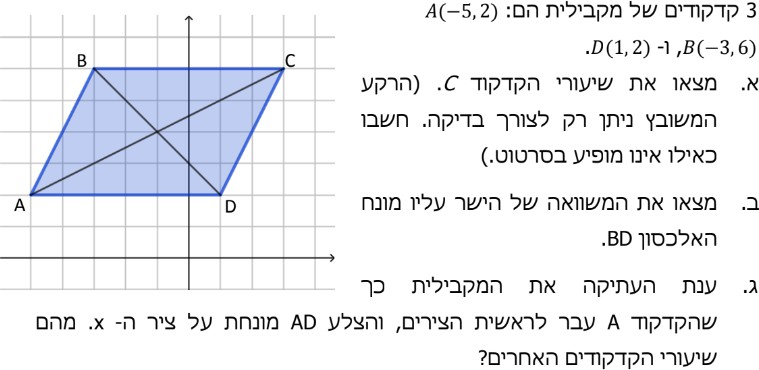 3 קדקודים של מקבילית הם: A(−5, 2)
B(−3, 6), ו- D(1, 2).
א. מצאו את שיעורי הקדקוד C. (הרקע
המשובץ ניתן רק לצורך בדיקה. חשבו
כאילו אינו מופיע בסרטוט.)
ב. מצאו את המשוואה של הישר עליו מונח
האלכסון BD.
ג. ענת העתיקה את המקבילית כך
שהקדקוד A עבר לראשית הצירים, והצלע AD מונחת על ציר ה- x. מהם
שיעורי הקדקודים האחרים?
B
C
A
D